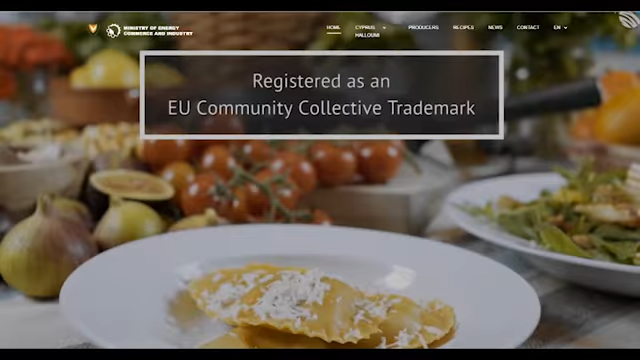 MINISTRY OF ENERGY
COMMERCE AND INDUSTRY
HOME CYPRUS HALLOUMI PRODUCERS RECIPES NEWS CONTACT EN
Registered as an
EU Community Collective Trademark